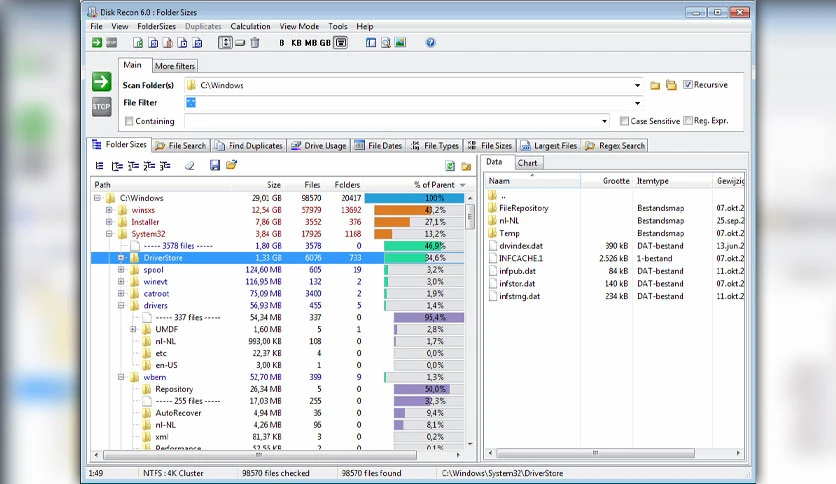 Disk Recon 6.0 : Folder Sizes
File View FolderSizes Duplicates Calculation View Mode Tools Help
B KB MB GB
Main More filters
Scan Folder(s) C:\Windows Recursive
STOP File Filter *.*
Containing Case Sensitive Reg. Expr.
Folder Sizes File Search Find Duplicates Drive Usage File Dates File Types File Sizes Largest Files Regex Search
Data Chart
Path Size Files Folders % of Parent
Naam Grootte Itemtype Gewijzig
C:\Windows 29,01 GB 98570 20417 100%
..
winsxs 12,54 GB 57979 13692 43,2%
FileRepository Bestandsmap 07.okt.2
Installer 7,86 GB 3552 376 27,1%
nl-NL Bestandsmap 25.sep.2
System32 3,84 GB 17926 1168 13,2%
Temp Bestandsmap 07.okt.2
----- 3578 files ----- 1,80 GB 3578 0 46,9%
drvindex.dat 390 kB DAT-bestand 13.jun.2
DriverStore 1,33 GB 6076 733 34,6%
INFCACHE.1 2.526 kB 1-bestand 07.okt.2
spool 124,60 MB 605 19 3,2%
infpub.dat 84 kB DAT-bestand 11.okt.2
winevt 116,95 MB 132 2 3,0%
infstor.dat 140 kB DAT-bestand 07.okt.2
catroot 75,09 MB 3400 2 1,9%
infstrng.dat 234 kB DAT-bestand 11.okt.2
drivers 56,93 MB 455 5 1,4%
----- 337 files ----- 54,34 MB 337 0 95,4%
UMDF 1,60 MB 5 1 2,8%
nl-NL 993,00 KB 108 0 1,7%
etc 22,37 KB 4 0 0,0%
en-US 3,00 KB 1 0 0,0%
wbem 52,70 MB 399 9 1,3%
Repository 26,34 MB 5 0 50,0%
----- 255 files ----- 17,03 MB 255 0 32,3%
AutoRecover 4,94 MB 36 0 9,4%
nl-NL 4,26 MB 96 0 8,1%
xml 81,37 KB 3 0 0,2%
Performance 52,55 KB 2 0 0,1%
1:49 NTFS : 4K Cluster 98570 files checked 98570 files found C:\Windows\System32\DriverStore